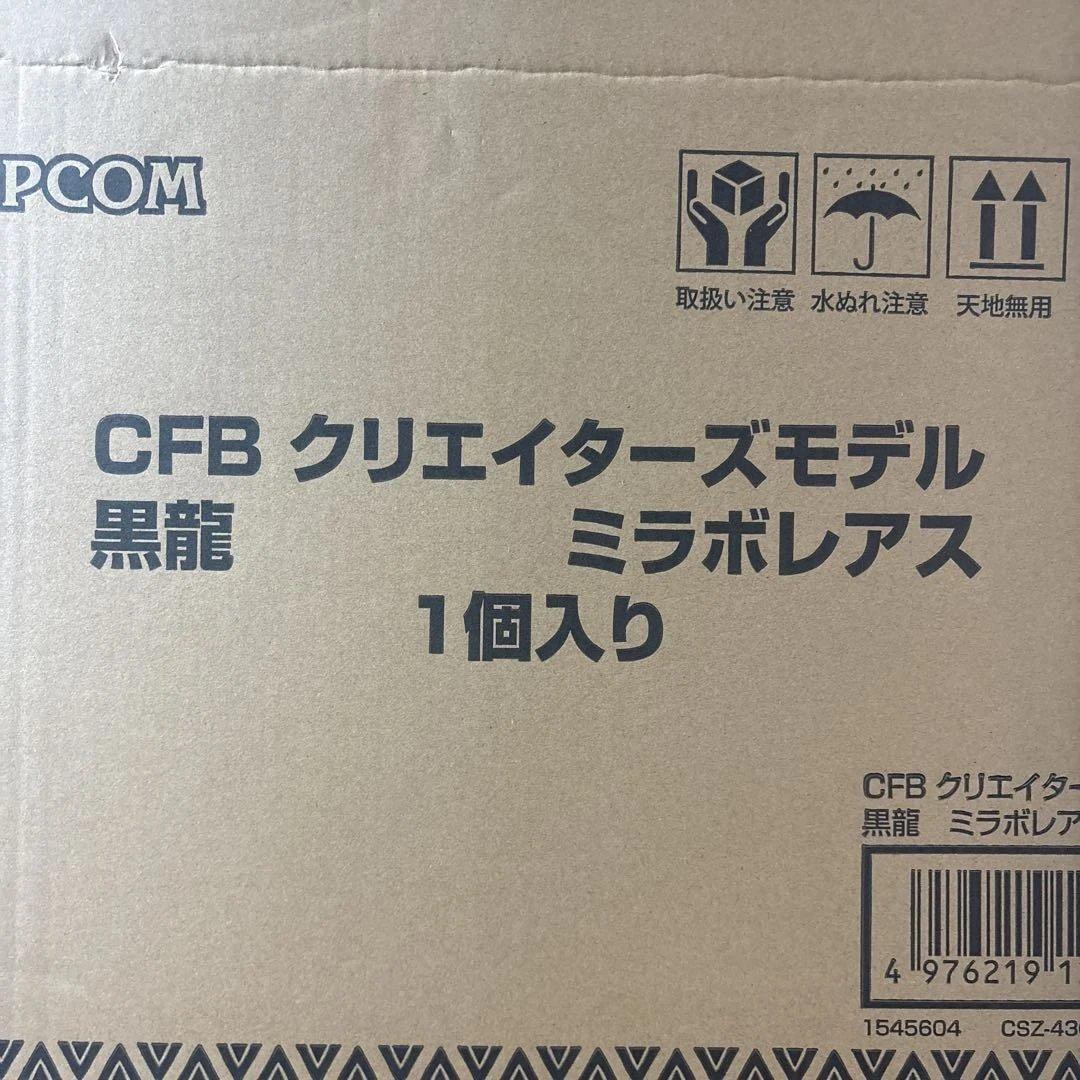 PCOM
取扱い注意 水ぬれ注意 天地無用
CFB クリエイターズモデル
黒龍 ミラボレアス
1個入り
CFB クリエイター
黒龍 ミラボレア
4 976219 1
1545604 CSZ-430